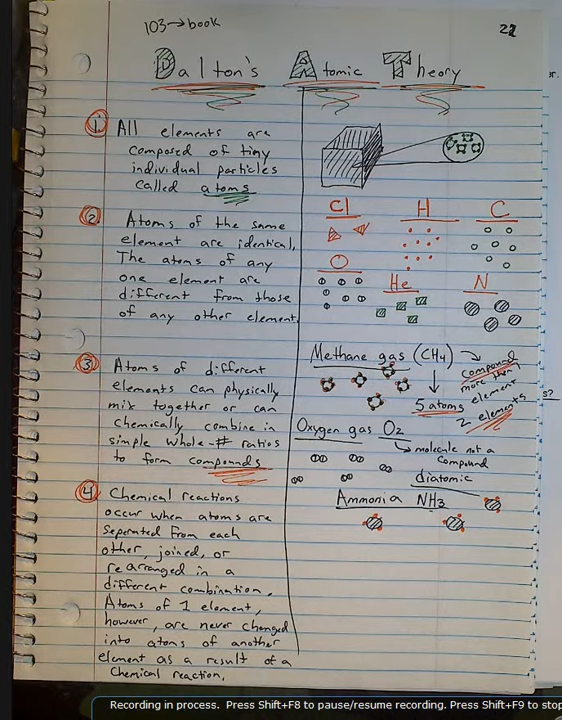 103→book
22
Dalton's Atomic Theory
① All elements are
composed of tiny
individual particles
called atoms
② Atoms of the same
element are identical.
The atoms of any
one element are
different from those
of any other element.
③ Atoms of different
elements can physically
mix together or can
chemically combine in
simple whole-# ratios
to form compounds
④ Chemical reactions
occur when atoms are
separated from each
other, joined, or
rearranged in a
different combination.
Atoms of 1 element,
however, are never changed
into atoms of another
element as a result of a
Chemical reaction.
Cl H C
O He N
Methane gas (CH4) →
compound
more than
element
5 atoms
2 elements
Oxygen gas O2
→ molecule not a
compound
diatomic
Ammonia NH3
s?
Recording in process. Press Shift+F8 to pause/resume recording. Press Shift+F9 to stop